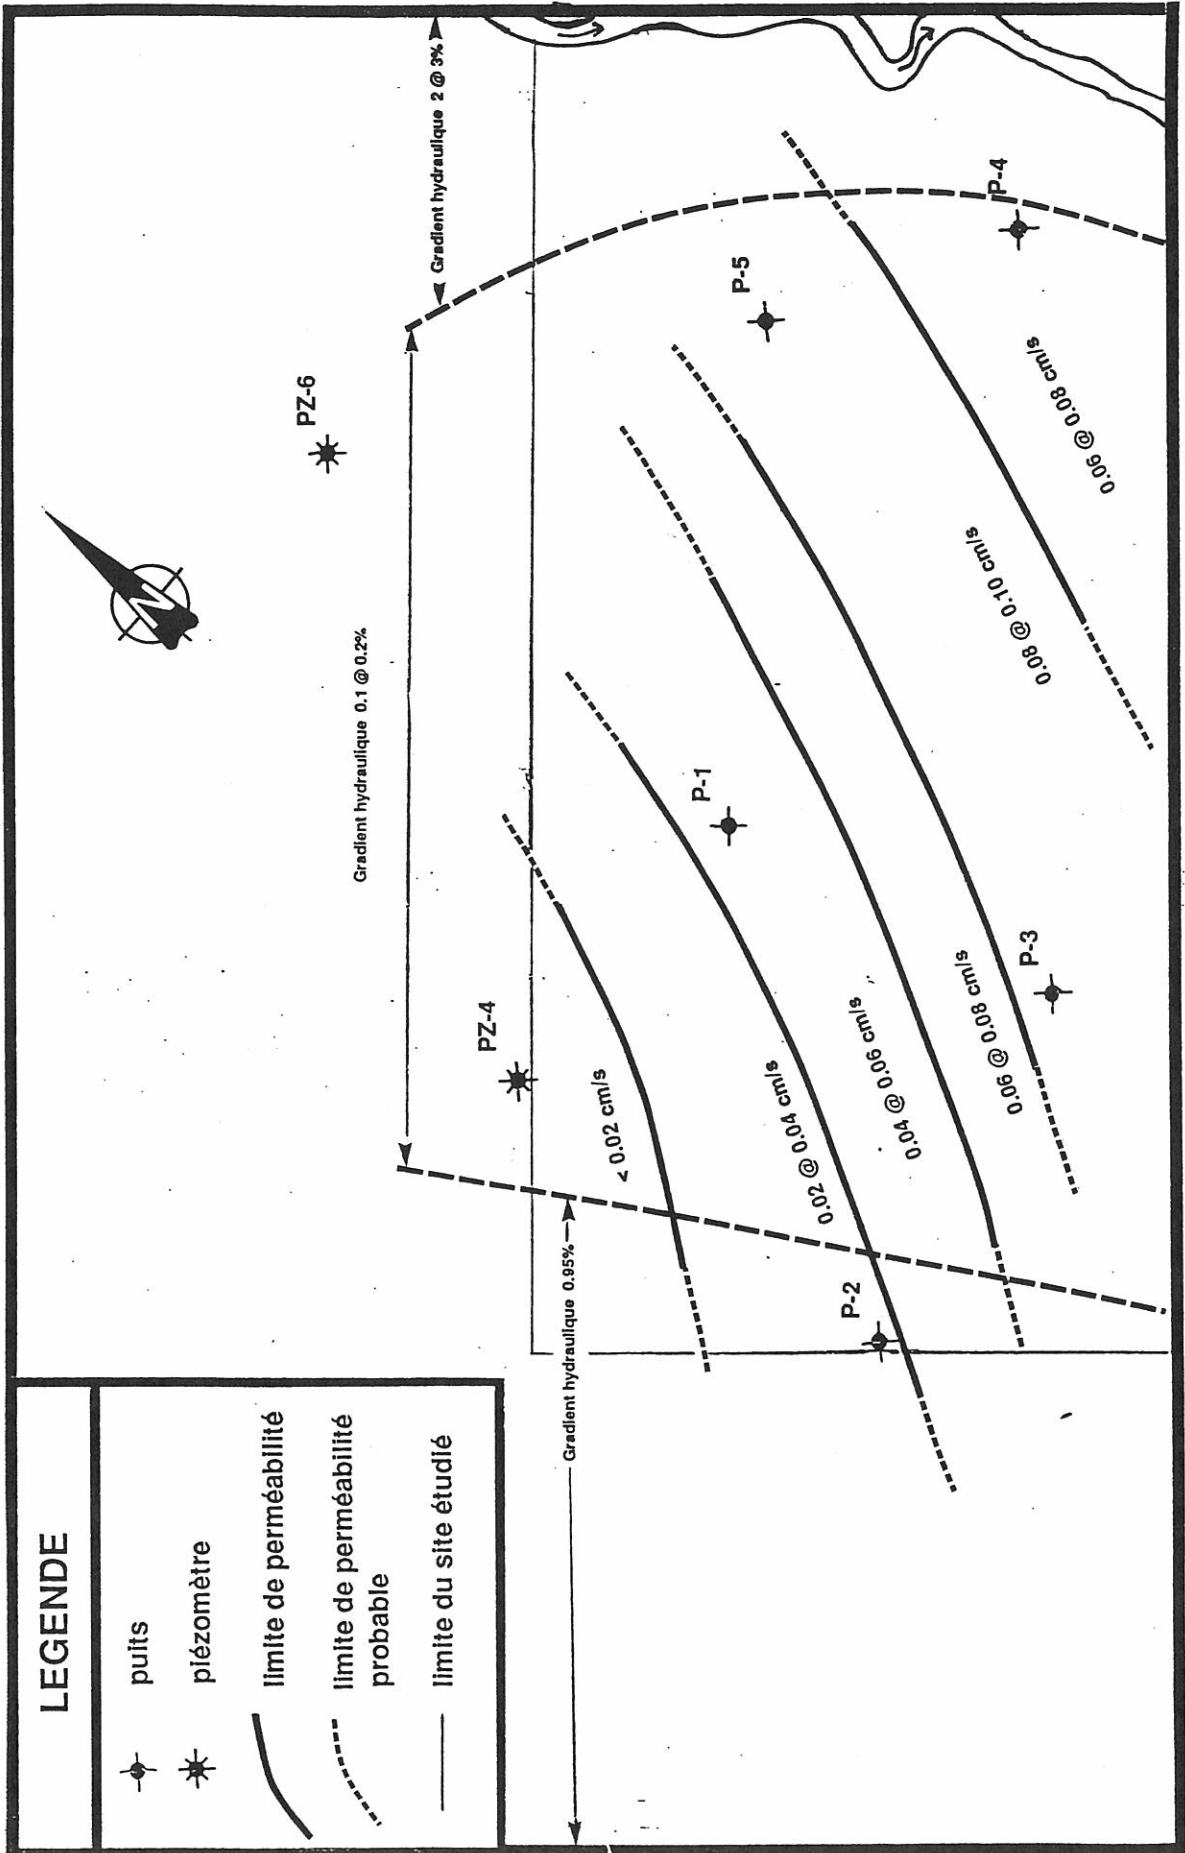 LEGENDE
puits
piézomètre
limite de perméabilité
limite de perméabilité
probable
limite du site étudié
Gradient hydraulique 0.95%
Gradient hydraulique 0.1 @ 0.2%
Gradient hydraulique 2 @ 3%
PZ-4
PZ-6
N
P-2
P-1
P-3
P-5
P-4
< 0.02 cm/s
0.02 @ 0.04 cm/s
0.04 @ 0.06 cm/s
0.06 @ 0.08 cm/s
0.08 @ 0.10 cm/s
0.06 @ 0.08 cm/s